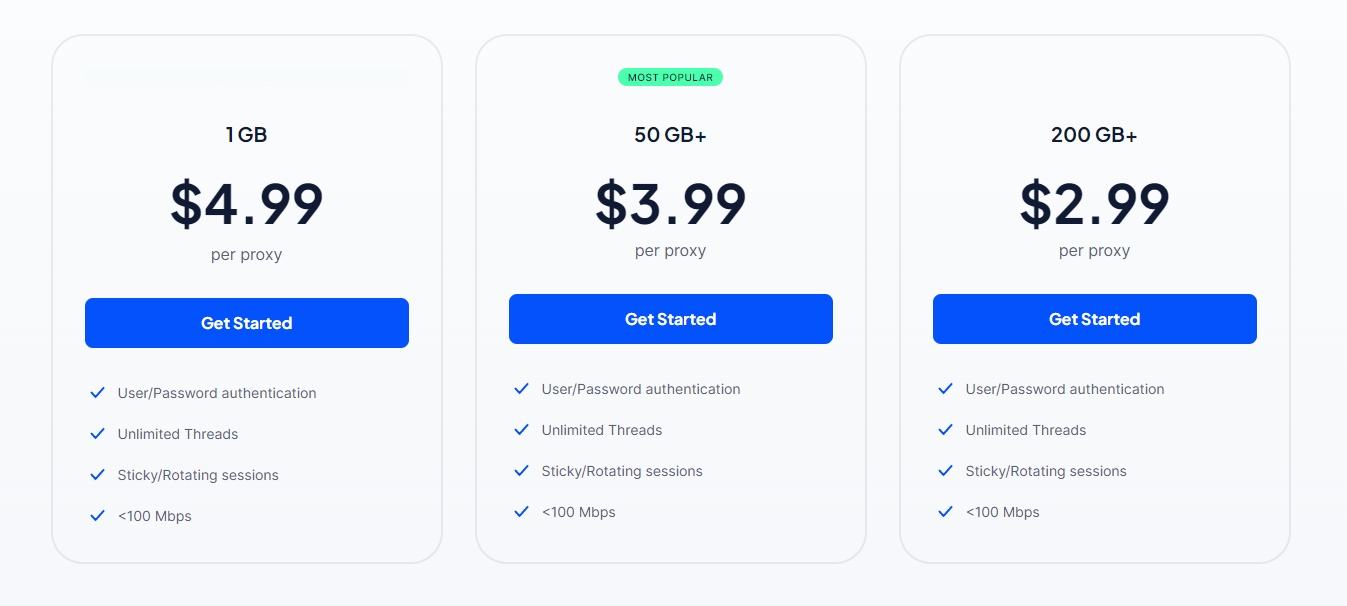 1 GB
$4.99
per proxy
Get Started
User/Password authentication
Unlimited Threads
Sticky/Rotating sessions
<100 Mbps
MOST POPULAR
50 GB+
$3.99
per proxy
Get Started
User/Password authentication
Unlimited Threads
Sticky/Rotating sessions
<100 Mbps
200 GB+
$2.99
per proxy
Get Started
User/Password authentication
Unlimited Threads
Sticky/Rotating sessions
<100 Mbps